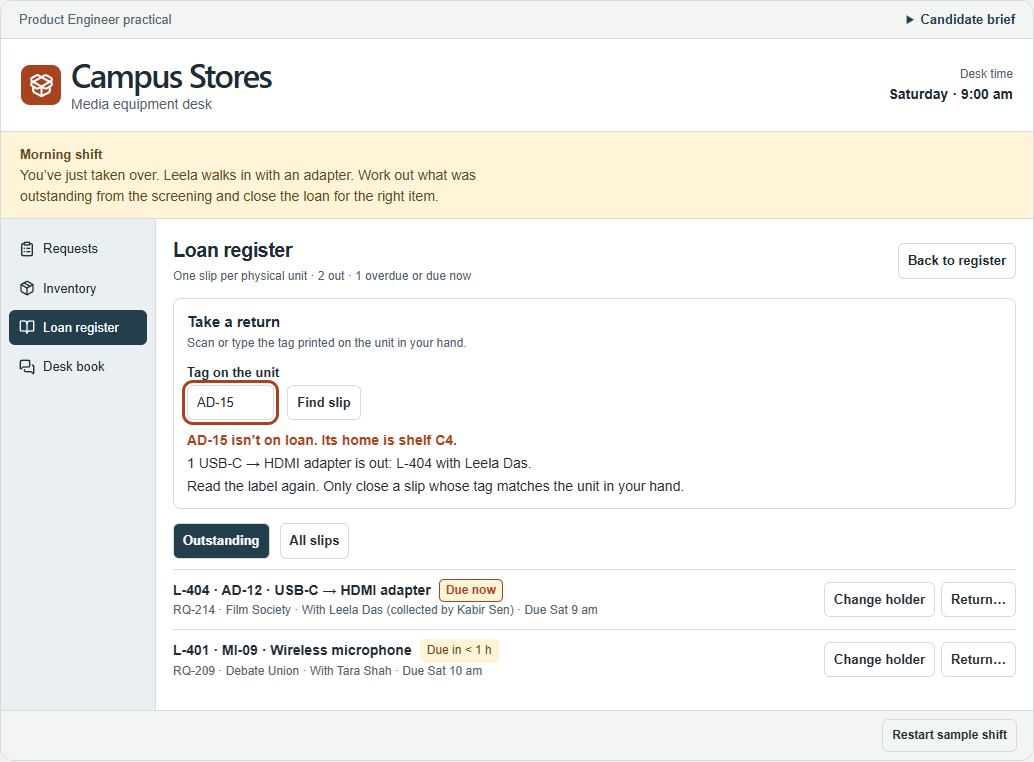 Product Engineer practical
▶ Candidate brief
Campus Stores
Media equipment desk
Desk time
Saturday · 9:00 am
Morning shift
You’ve just taken over. Leela walks in with an adapter. Work out what was
outstanding from the screening and close the loan for the right item.
Requests
Inventory
Loan register
Desk book
Loan register
One slip per physical unit · 2 out · 1 overdue or due now
Back to register
Take a return
Scan or type the tag printed on the unit in your hand.
Tag on the unit
AD-15
Find slip
AD-15 isn’t on loan. Its home is shelf C4.
1 USB-C → HDMI adapter is out: L-404 with Leela Das.
Read the label again. Only close a slip whose tag matches the unit in your hand.
Outstanding
All slips
L-404 · AD-12 · USB-C → HDMI adapter Due now
RQ-214 · Film Society · With Leela Das (collected by Kabir Sen) · Due Sat 9 am
Change holder
Return…
L-401 · MI-09 · Wireless microphone Due in < 1 h
RQ-209 · Debate Union · With Tara Shah · Due Sat 10 am
Change holder
Return…
Restart sample shift